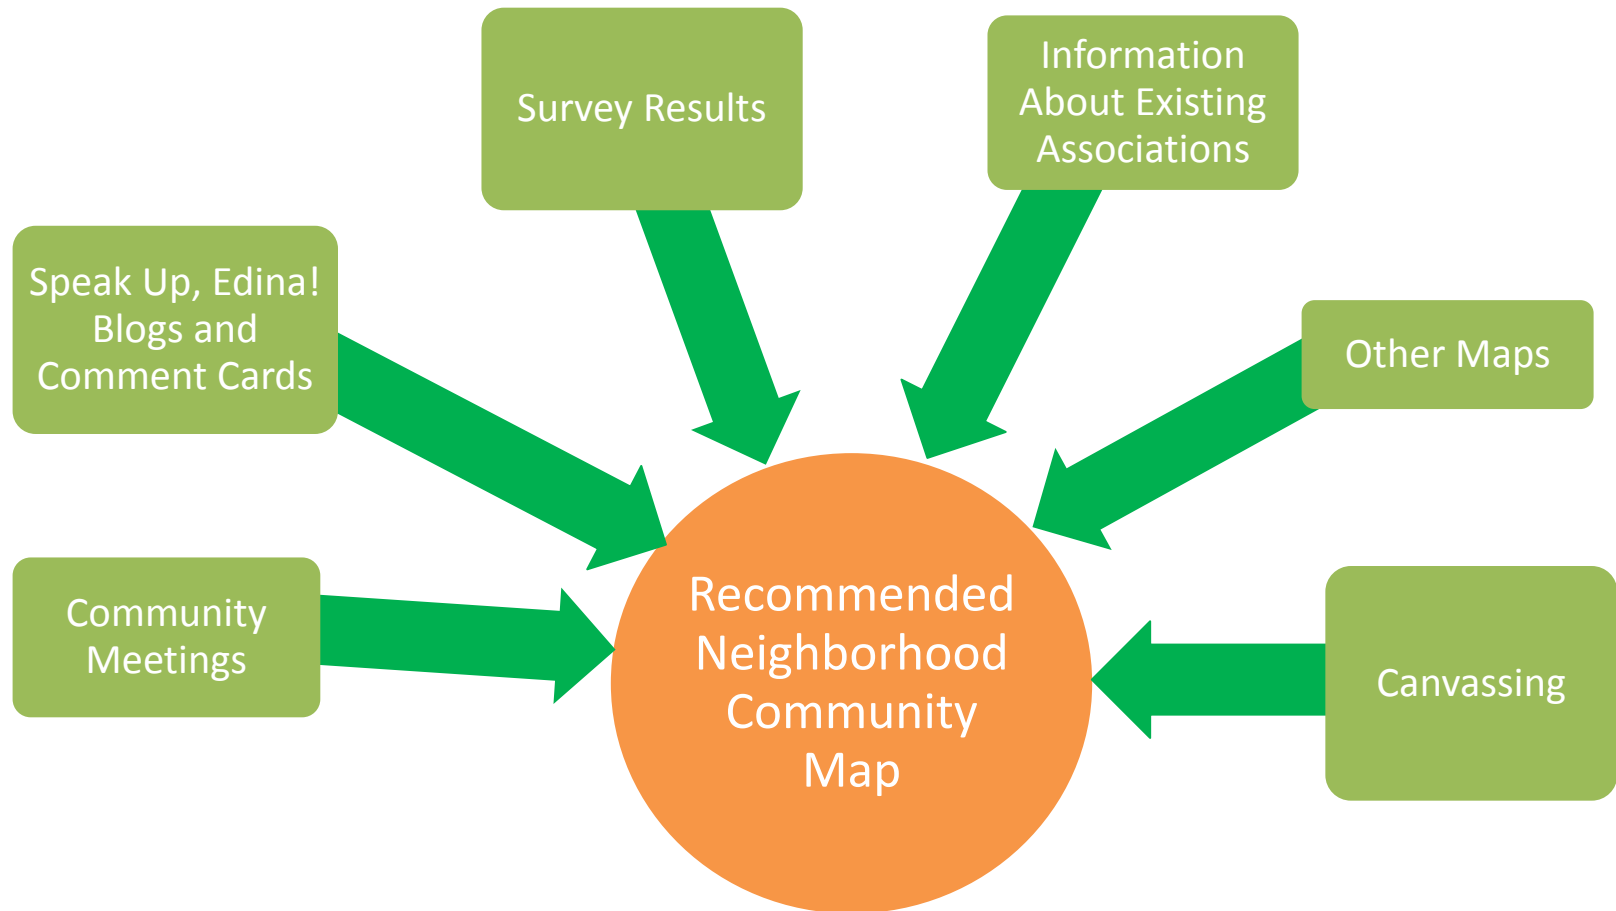 Survey Results
Information
About Existing
Associations
Speak Up, Edina!
Blogs and
Comment Cards
Other Maps
Community
Meetings
Recommended
Neighborhood
Community
Map
Canvassing